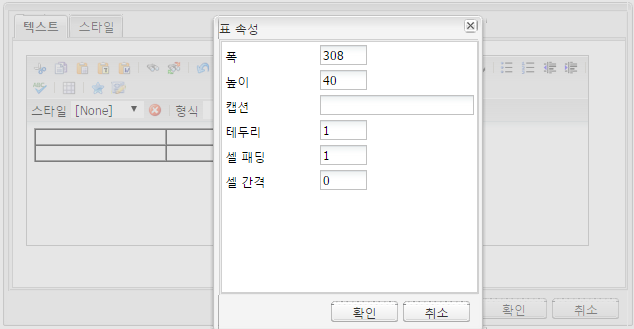 텍스트 스타일
표 속성
폭 308
높이 40
캡션
테두리 1
셀 패딩 1
셀 간격 0
스타일 [None] 형식
확인 취소
확인 취소